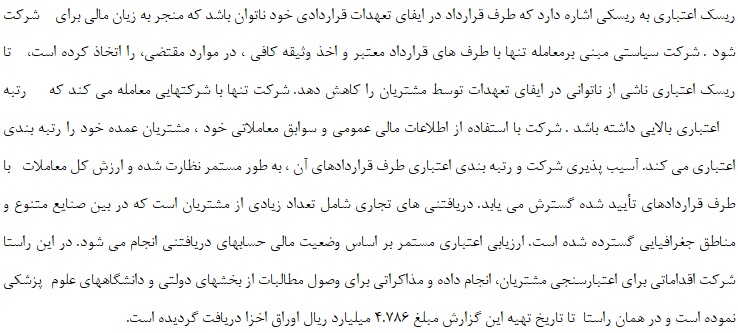 ریسک اعتباری به ریسکی اشاره دارد که طرف قرارداد در ایفای تعهدات قراردادی خود ناتوان باشد که منجر به زیان مالی برای شرکت
شود . شرکت سیاستی مبنی برمعامله تنها با طرف های قرارداد معتبر و اخذ وثیقه کافی ، در موارد مقتضی، را اتخاذ کرده است، تا
ریسک اعتباری ناشی از ناتوانی در ایفای تعهدات توسط مشتریان را کاهش دهد. شرکت تنها با شرکتهایی معامله می کند که رتبه
اعتباری بالایی داشته باشد . شرکت با استفاده از اطلاعات مالی عمومی و سوابق معاملاتی خود ، مشتریان عمده خود را رتبه بندی
اعتباری می کند. آسیب پذیری شرکت و رتبه بندی اعتباری طرف قراردادهای آن ، به طور مستمر نظارت شده و ارزش کل معاملات با
طرف قراردادهای تأیید شده گسترش می یابد. دریافتنی های تجاری شامل تعداد زیادی از مشتریان است که در بین صنایع متنوع و
مناطق جغرافیایی گسترده شده است. ارزیابی اعتباری مستمر بر اساس وضعیت مالی حسابهای دریافتنی انجام می شود. در این راستا
شرکت اقداماتی برای اعتبارسنجی مشتریان، انجام داده و مذاکراتی برای وصول مطالبات از بخشهای دولتی و دانشگاههای علوم پزشکی
نموده است و در همان راستا تا تاریخ تهیه این گزارش مبلغ ۴.۷۸۶ میلیارد ریال اوراق اخزا دریافت گردیده است.